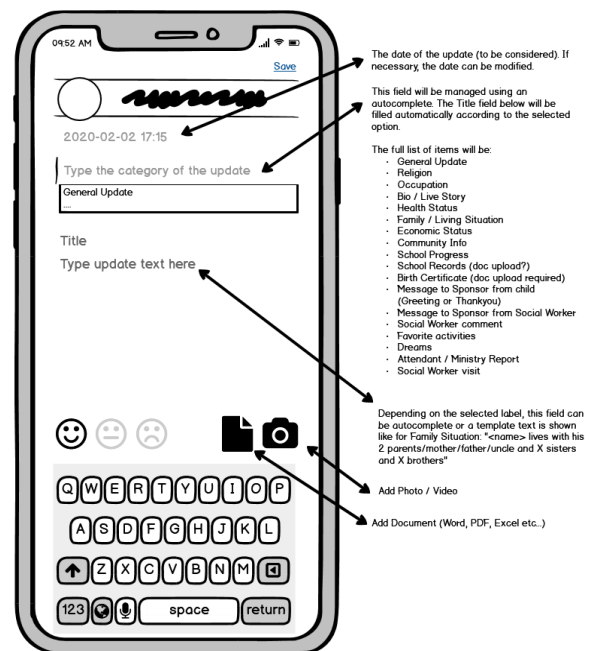 09:52 AM
Save
2020-02-02 17:15
Type the category of the update
General Update
....
Title
Type update text here
Q W E R T Y U I O P
A S D F G H J K L
Z X C V B N M
123 space return
The date of the update (to be considered). If
necessary, the date can be modified.
This field will be managed using an
autocomplete. The Title field below will be
filled automatically according to the selected
option.
The full list of items will be:
· General Update
· Religion
· Occupation
· Bio / Live Story
· Health Status
· Family / Living Situation
· Economic Status
· Community Info
· School Progress
· School Records (doc upload?)
· Birth Certificate (doc upload required)
· Message to Sponsor from child
(Greeting or Thankyou)
· Message to Sponsor from Social Worker
· Social Worker comment
· Favorite activities
· Dreams
· Attendant / Ministry Report
· Social Worker visit
Depending on the selected label, this field can
be autocomplete or a template text is shown
like for Family Situation: "<name> lives with his
2 parents/mother/father/uncle and X sisters
and X brothers"
Add Photo / Video
Add Document (Word, PDF, Excel etc...)